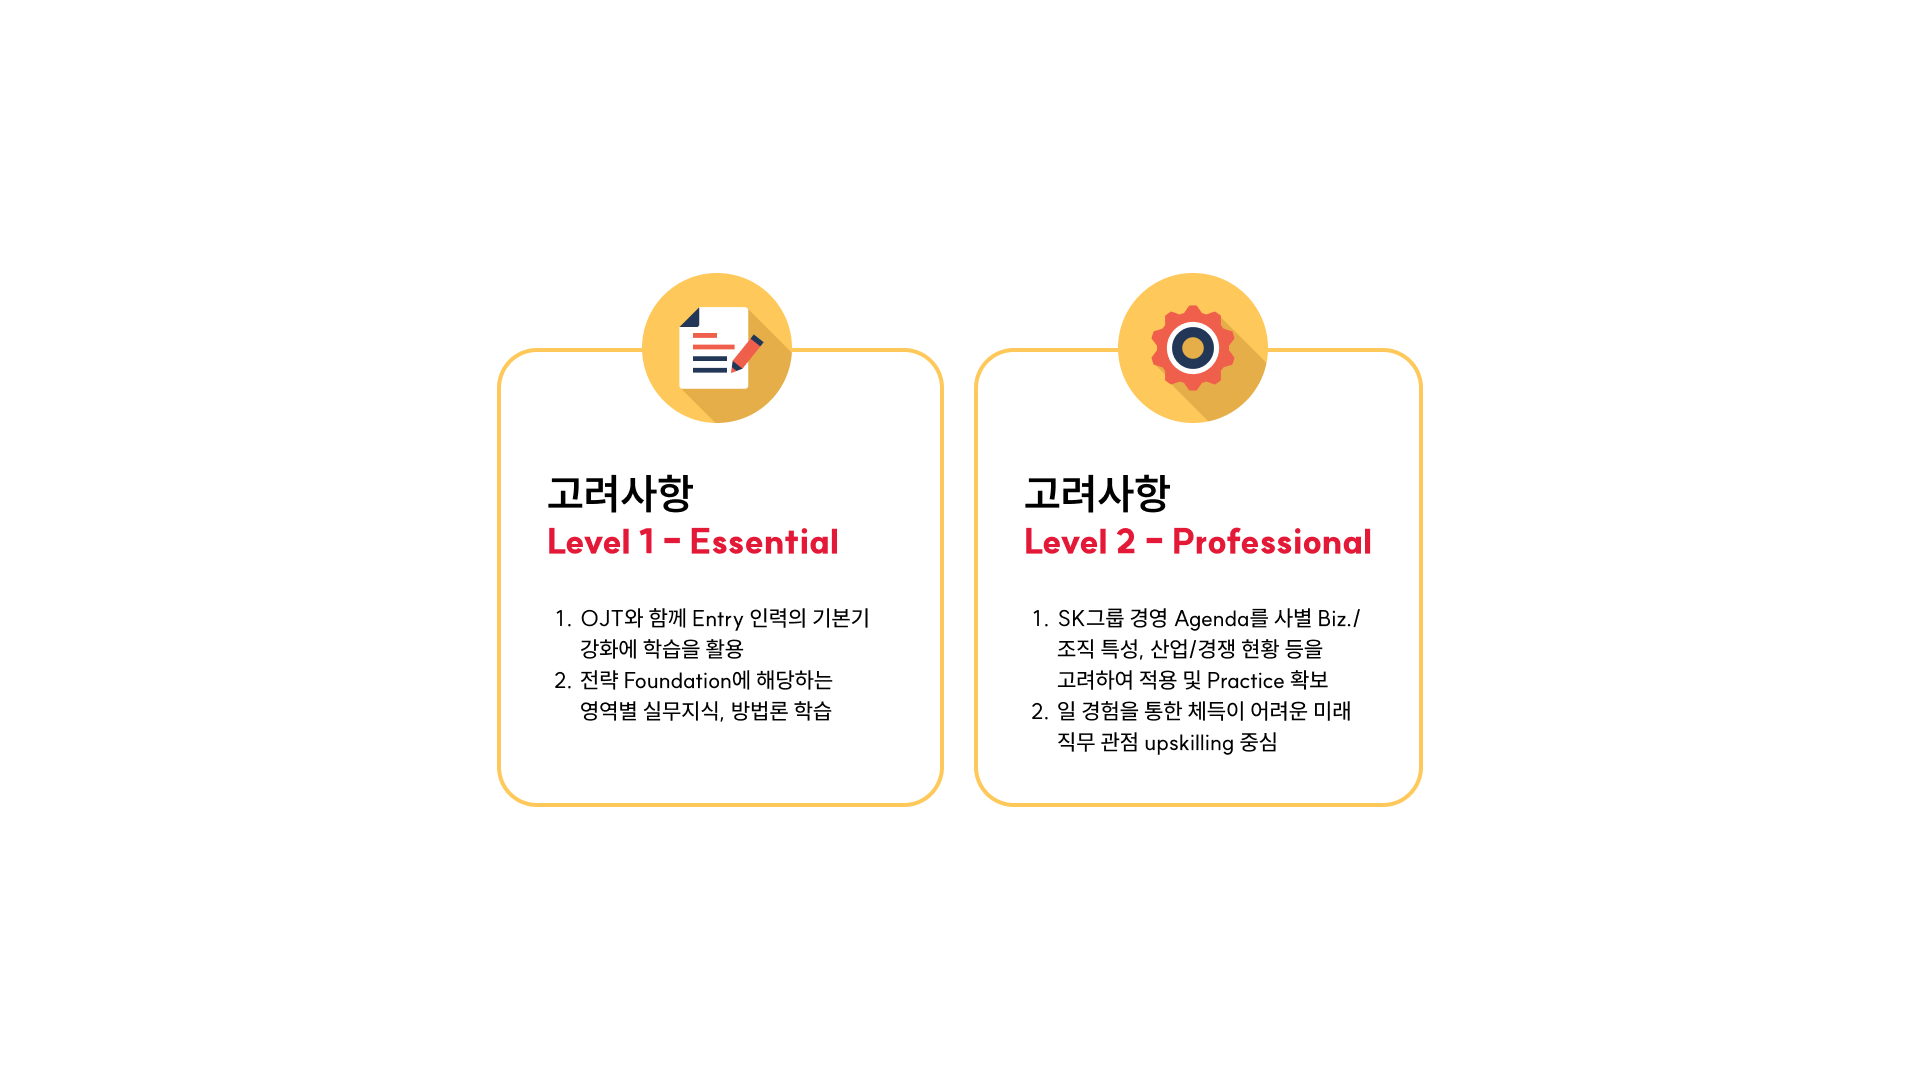 고려사항
Level 1 - Essential
1. OJT와 함께 Entry 인력의 기본기
강화에 학습을 활용
2. 전략 Foundation에 해당하는
영역별 실무지식, 방법론 학습
고려사항
Level 2 - Professional
1. SK그룹 경영 Agenda를 사별 Biz./
조직 특성, 산업/경쟁 현황 등을
고려하여 적용 및 Practice 확보
2. 일 경험을 통한 체득이 어려운 미래
직무 관점 upskilling 중심